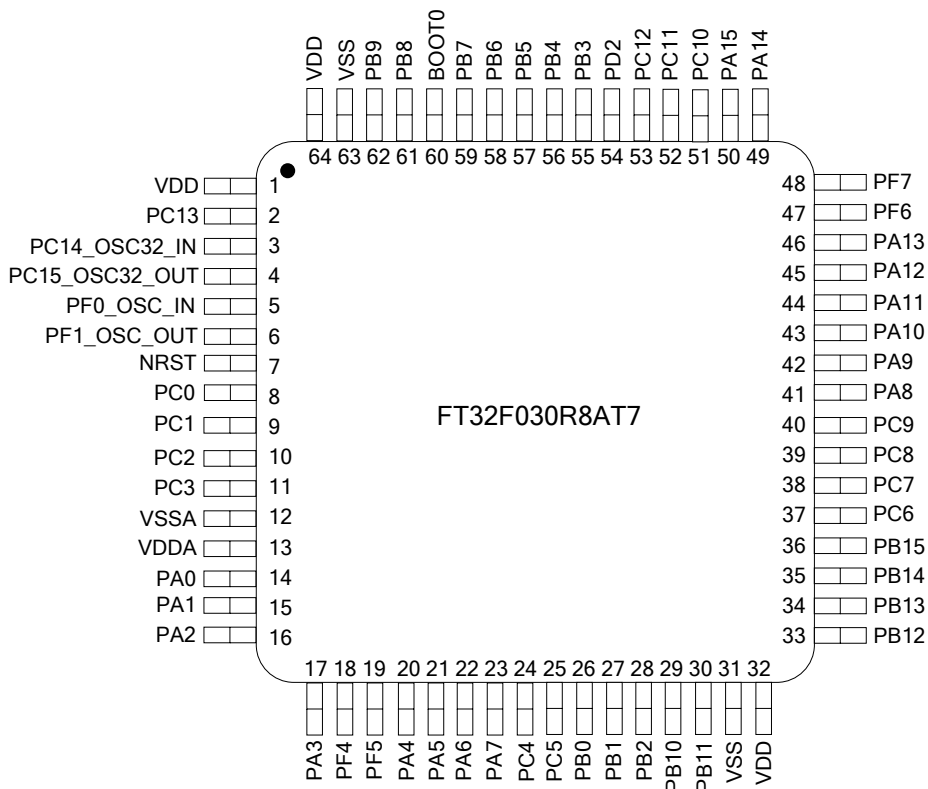 VDD
VSS
PB9
PB8
BOOT0
PB7
PB6
PB5
PB4
PB3
PD2
PC12
PC11
PC10
PA15
PA14
64 63 62 61 60 59 58 57 56 55 54 53 52 51 50 49
VDD 1
PC13 2
PC14_OSC32_IN 3
PC15_OSC32_OUT 4
PF0_OSC_IN 5
PF1_OSC_OUT 6
NRST 7
PC0 8
PC1 9
PC2 10
PC3 11
VSSA 12
VDDA 13
PA0 14
PA1 15
PA2 16
FT32F030R8AT7
48 PF7
47 PF6
46 PA13
45 PA12
44 PA11
43 PA10
42 PA9
41 PA8
40 PC9
39 PC8
38 PC7
37 PC6
36 PB15
35 PB14
34 PB13
33 PB12
17 18 19 20 21 22 23 24 25 26 27 28 29 30 31 32
PA3
PF4
PF5
PA4
PA5
PA6
PA7
PC4
PC5
PB0
PB1
PB2
PB10
PB11
VSS
VDD